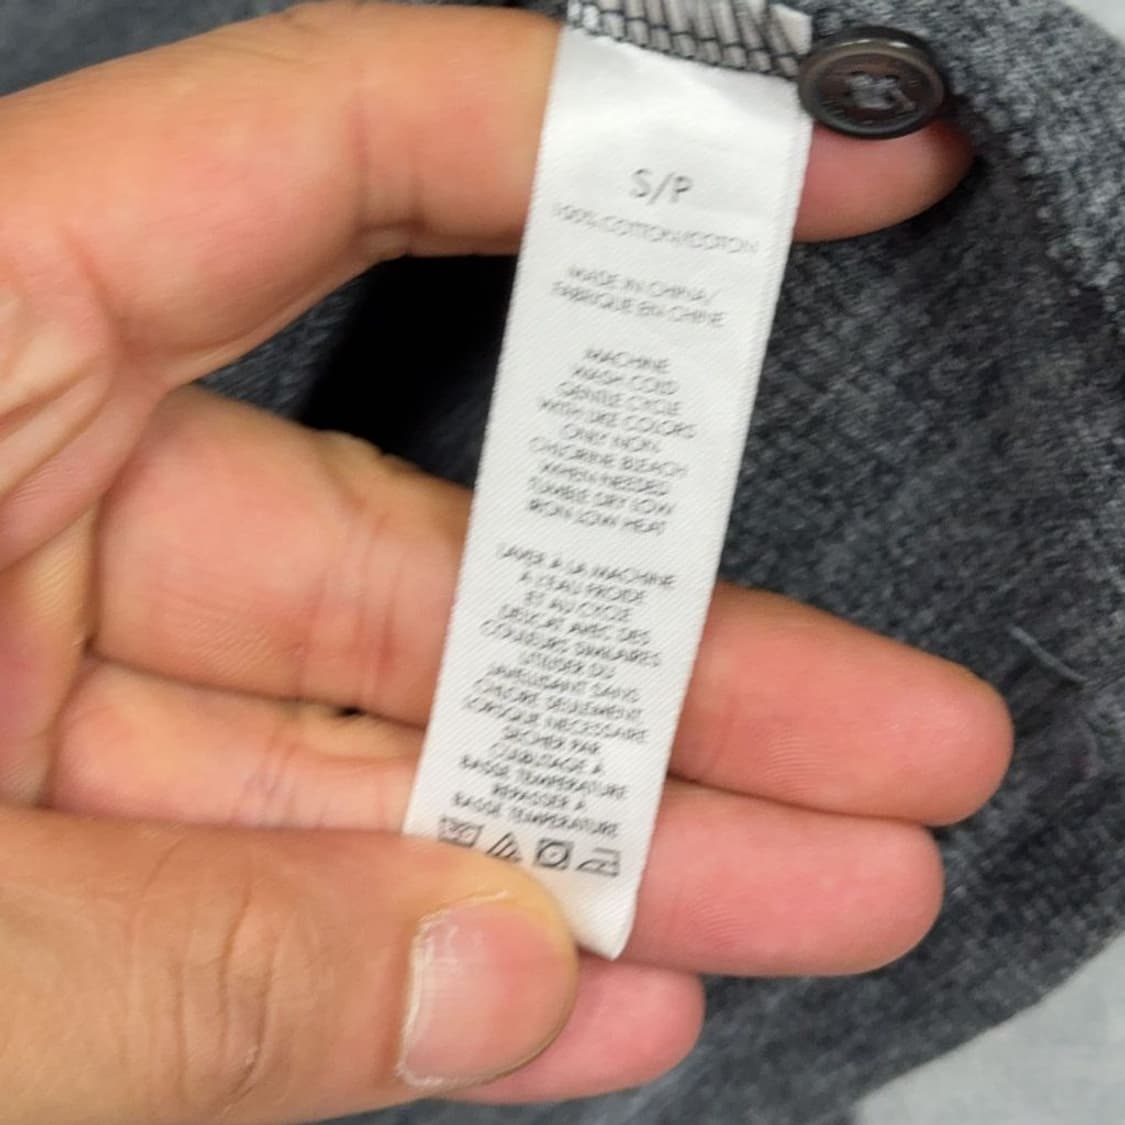 S/P
100% COTTON/COTON
MADE IN CHINA/
FABRIQUE EN CHINE
MACHINE
WASH COLD
GENTLE CYCLE
WITH LIKE COLORS
ONLY NON
CHLORINE BLEACH
WHEN NEEDED
TUMBLE DRY LOW
IRON LOW HEAT
LAVER À LA MACHINE
À L'EAU FROIDE
ET AU CYCLE
DÉLICAT AVEC DES
COULEURS SIMILAIRES
UTILISER DU
SANS
CHLORE SEULEMENT
LORSQUE NÉCESSAIRE
SÉCHER PAR
CULBUTAGE À
BASSE TEMPÉRATURE
REPASSER À
BASSE TEMPÉRATURE